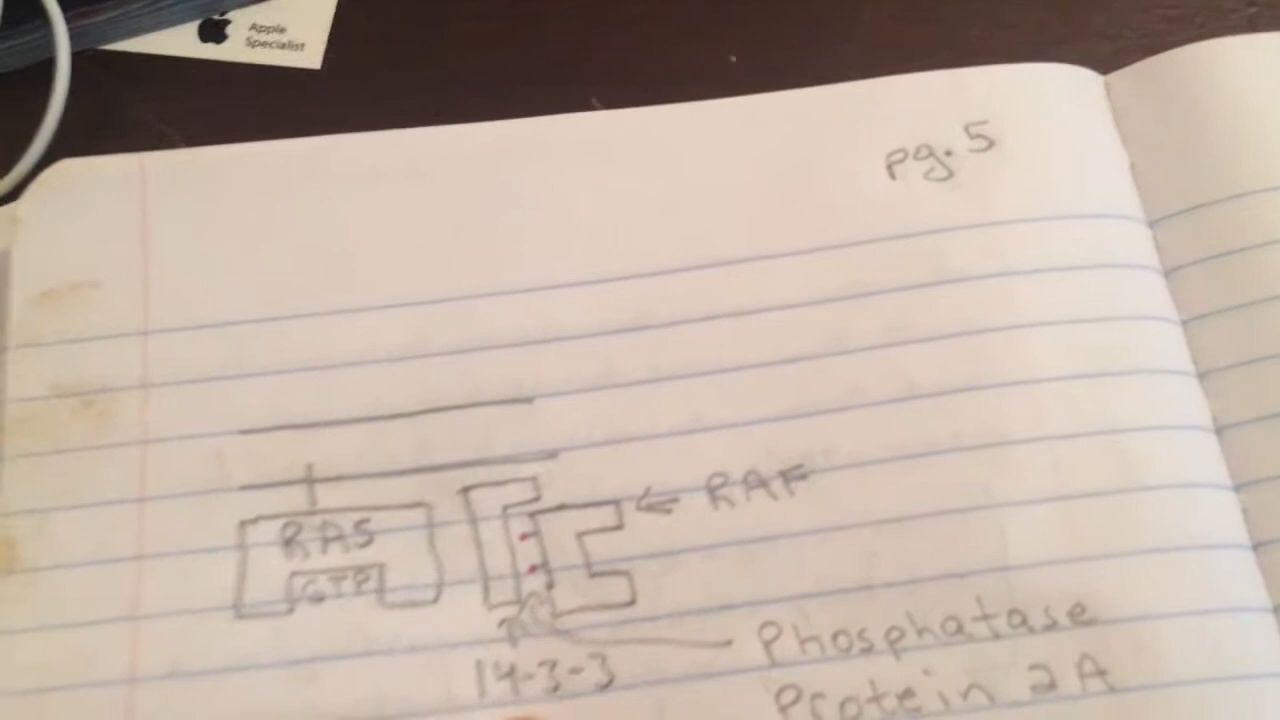 Apple
Specialist
pg. 5
RAF
RAS
GTP
14-3-3
Phosphatase
Protein 2A